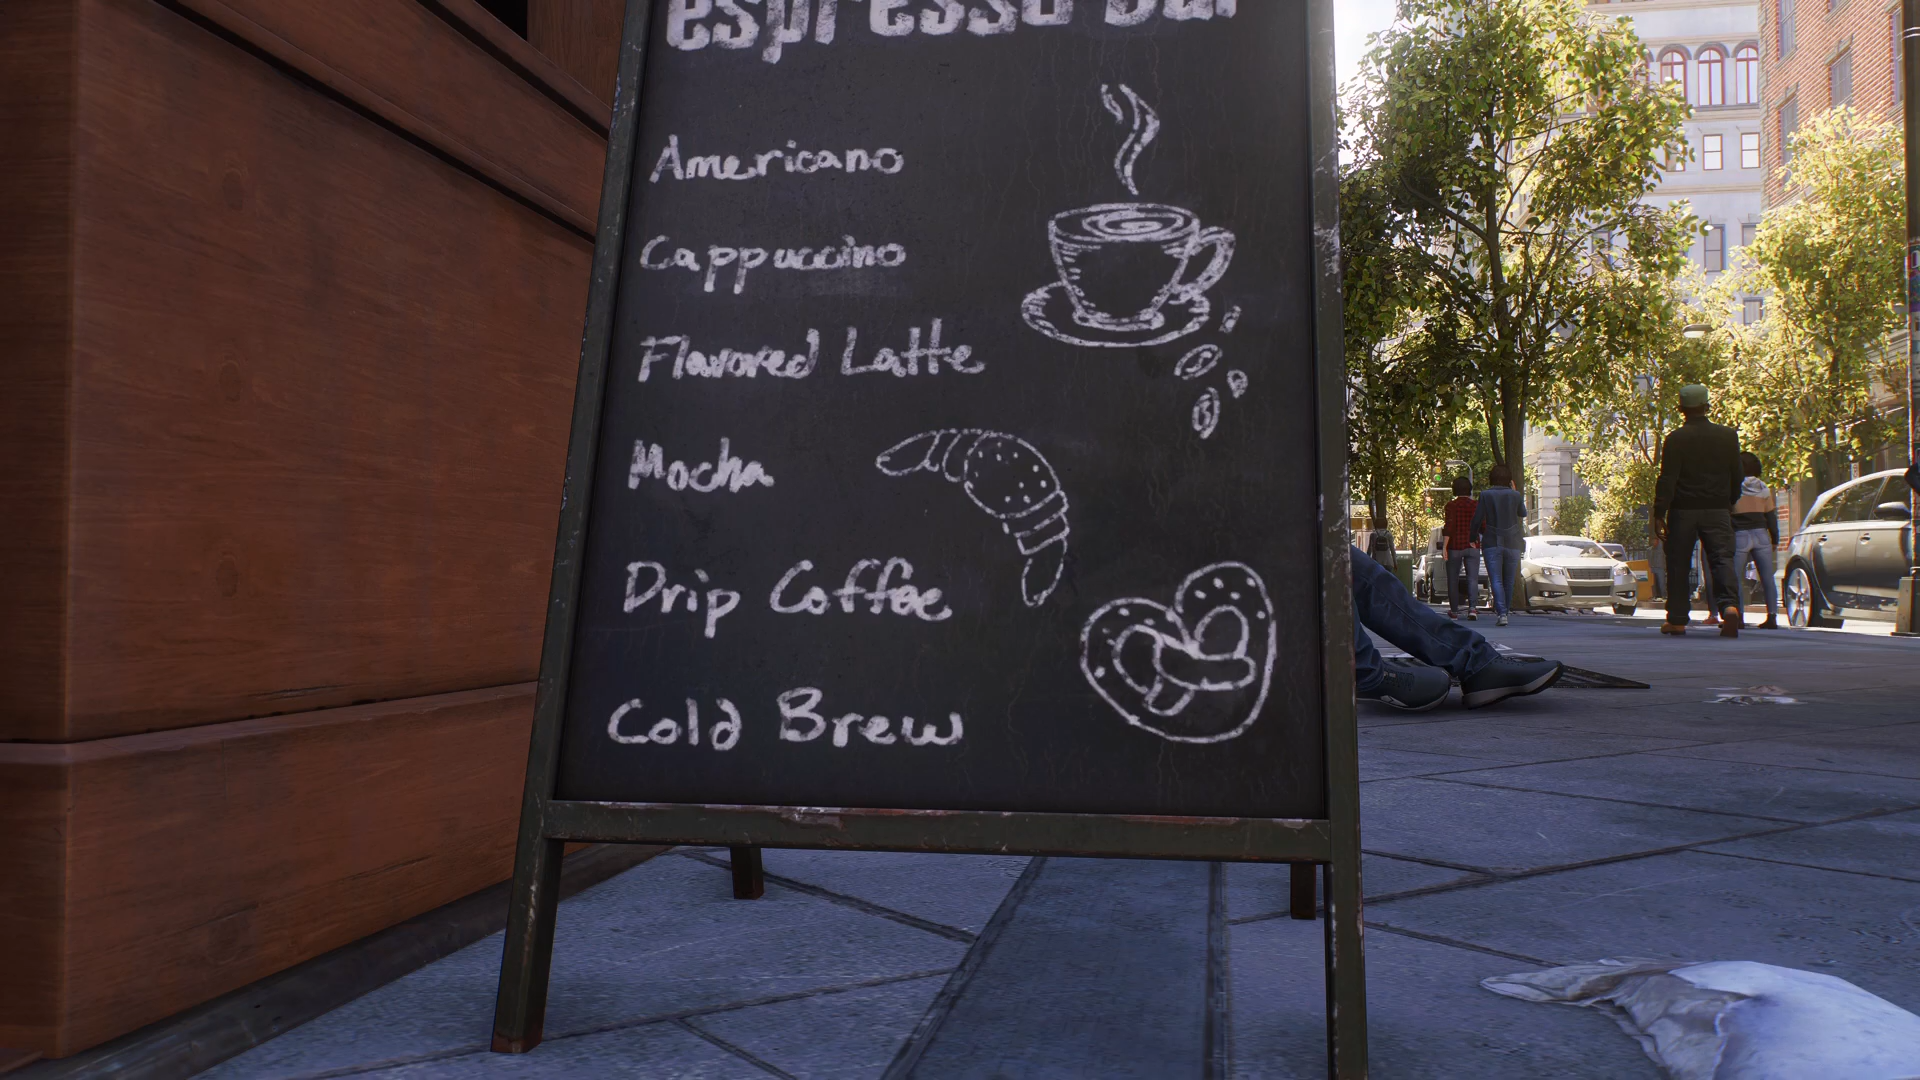 espresso bar
Americano
Cappuccino
Flavored Latte
Mocha
Drip Coffee
Cold Brew